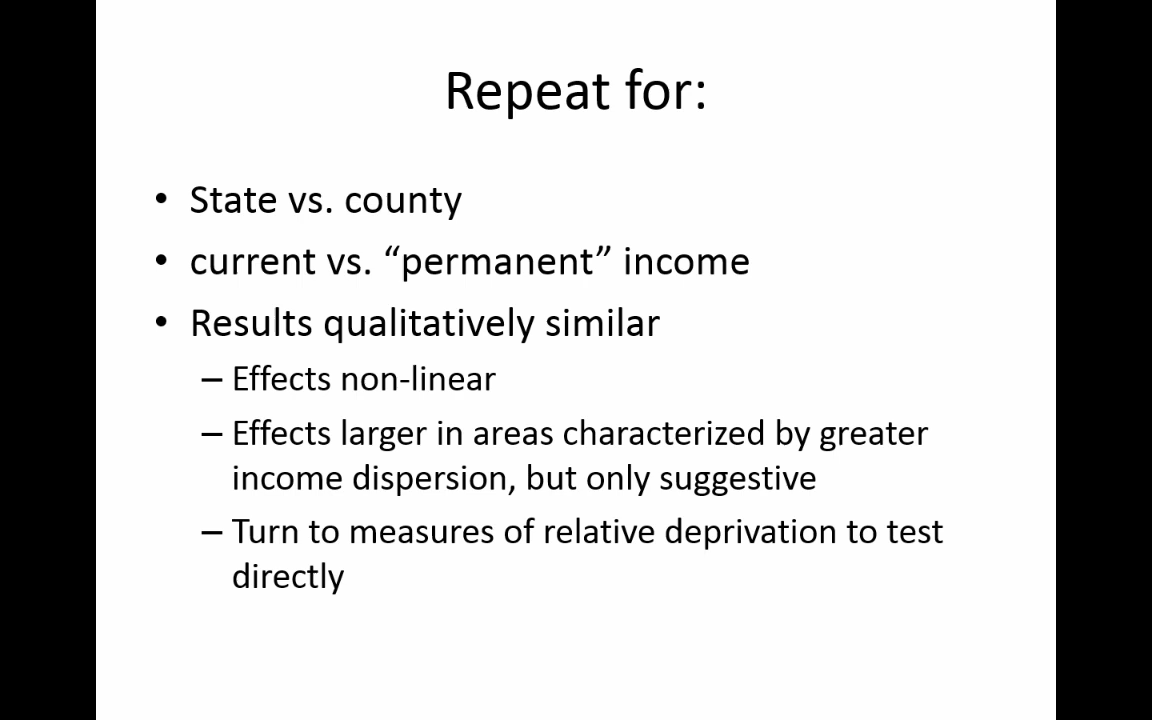 Repeat for:
• State vs. county
• current vs. “permanent” income
• Results qualitatively similar
– Effects non-linear
– Effects larger in areas characterized by greater
income dispersion, but only suggestive
– Turn to measures of relative deprivation to test
directly